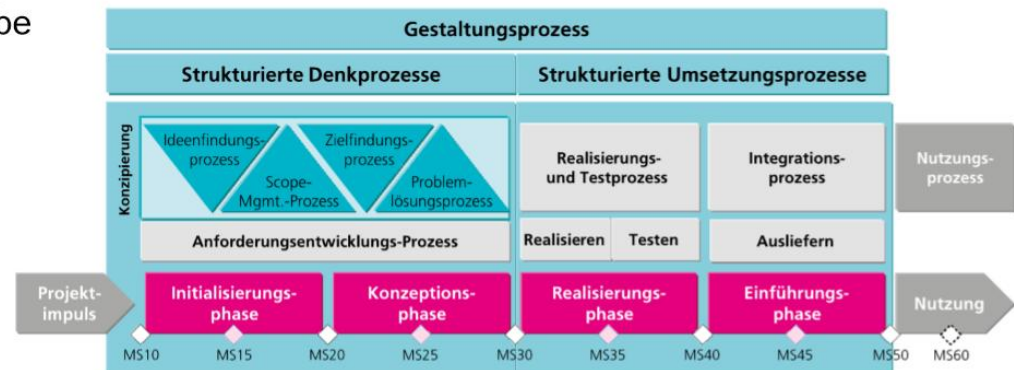 Gestaltungsprozess
Strukturierte Denkprozesse
Strukturierte Umsetzungsprozesse
Konzipierung
Ideenfindungs-
prozess
Scope-
Mgmt.-Prozess
Zielfindungs-
prozess
Problem-
lösungsprozess
Anforderungsentwicklungs-Prozess
Realisierungs-
und Testprozess
Realisieren
Testen
Integrations-
prozess
Ausliefern
Nutzungs-
prozess
Projekt-
impuls
Initialisierungs-
phase
Konzeptions-
phase
Realisierungs-
phase
Einführungs-
phase
Nutzung
MS10
MS15
MS20
MS25
MS30
MS35
MS40
MS45
MS50
MS60